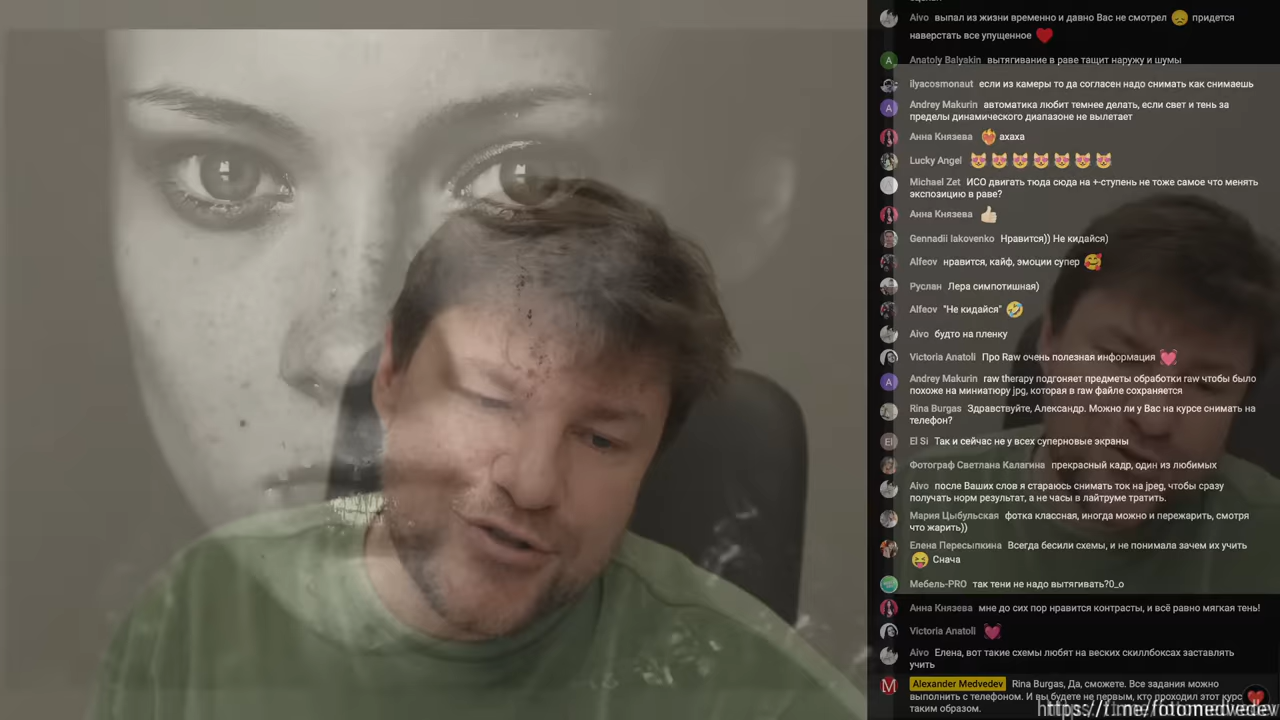 Aivo выпал из жизни временно и давно Вас не смотрел 😞 придется
наверстать все упущенное ❤️
Anatoly Balyakin вытягивание в раве тащит наружу и шумы
ilyacosmonaut если из камеры то да согласен надо снимать как снимаешь
Andrey Makurin автоматика любит темнее делать, если свет и тень за
пределы динамического диапазоне не вылетает
Анна Князева ❤️‍🔥 ахаха
Lucky Angel 😻😻😻😻😻😻😻
Michael Zet ИСО двигать тюда сюда на +-ступень не тоже самое что менять
экспозицию в раве?
Анна Князева 👍🏻
Gennadii Iakovenko Нравится)) Не кидайся)
Alfeov нравится, кайф, эмоции супер 🥰
Руслан Лера симпотишная)
Alfeov "Не кидайся" 🤣
Aivo будто на пленку
Victoria Anatoli Про Raw очень полезная информация 💓
Andrey Makurin raw therapy подгоняет предметы обработки raw чтобы было
похоже на миниатюру jpg, которая в raw файле сохраняется
Rina Burgas Здравствуйте, Александр. Можно ли у Вас на курсе снимать на
телефон?
El Si Так и сейчас не у всех суперновые экраны
Фотограф Светлана Калагина прекрасный кадр, один из любимых
Aivo после Ваших слов я стараюсь снимать ток на jpeg, чтобы сразу
получать норм результат, а не часы в лайтруме тратить.
Мария Цыбульская фотка классная, иногда можно и пережарить, смотря
что жарить))
Елена Пересыпкина Всегда бесили схемы, и не понимала зачем их учить
😝 Снача
Мебель-PRO так тени не надо вытягивать?0_о
Анна Князева мне до сих пор нравится контрасты, и всё равно мягкая тень!
Victoria Anatoli 💓
Aivo Елена, вот такие схемы любят на веских скиллбоксах заставлять
учить
Alexander Medvedev Rina Burgas, Да, сможете. Все задания можно
выполнить с телефоном. И вы будете не первым, кто проходил этот курс
таким образом.
https://t.me/fotomedvedev